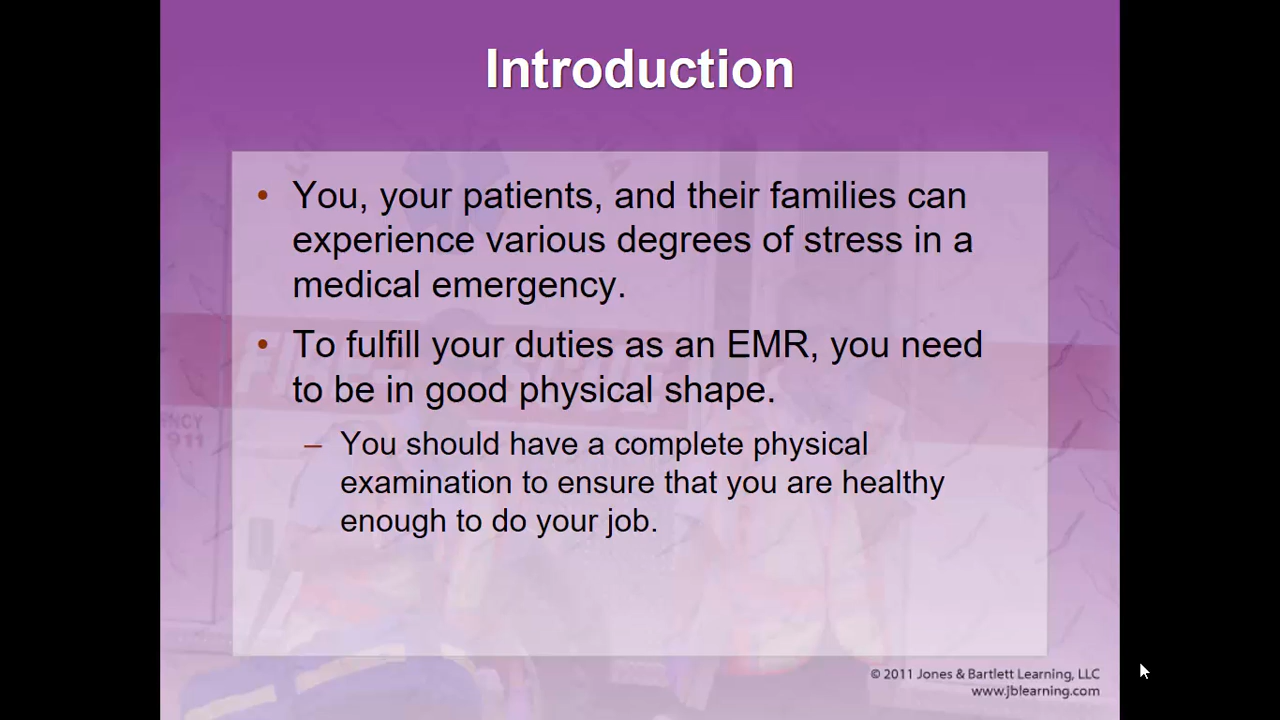 Introduction
• You, your patients, and their families can
experience various degrees of stress in a
medical emergency.
• To fulfill your duties as an EMR, you need
to be in good physical shape.
– You should have a complete physical
examination to ensure that you are healthy
enough to do your job.
NCY
911
© 2011 Jones & Bartlett Learning, LLC
www.jblearning.com